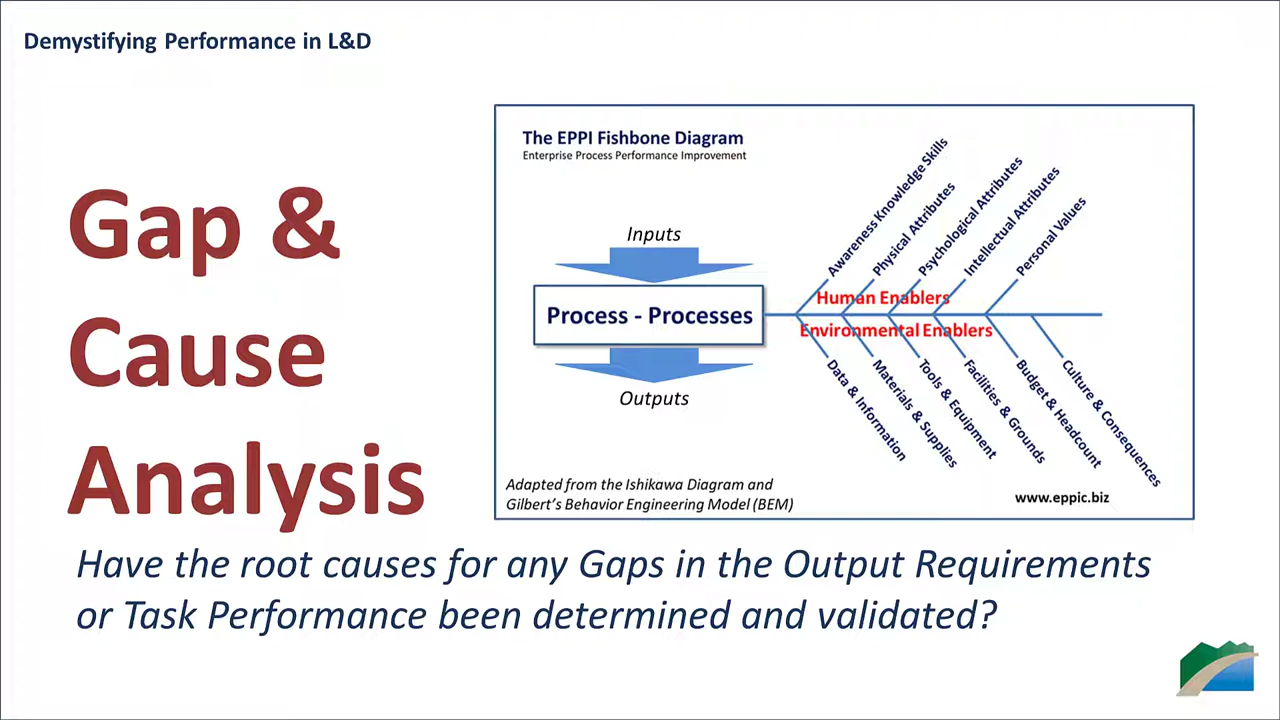 Demystifying Performance in L&D
Gap &
Cause
Analysis
The EPPI Fishbone Diagram
Enterprise Process Performance Improvement
Inputs
Process - Processes
Outputs
Awareness Knowledge Skills
Physical Attributes
Psychological Attributes
Intellectual Attributes
Personal Values
Human Enablers
Environmental Enablers
Data & Information
Materials & Supplies
Tools & Equipment
Facilities & Grounds
Budget & Headcount
Culture & Consequences
Adapted from the Ishikawa Diagram and
Gilbert's Behavior Engineering Model (BEM)
www.eppic.biz
Have the root causes for any Gaps in the Output Requirements
or Task Performance been determined and validated?